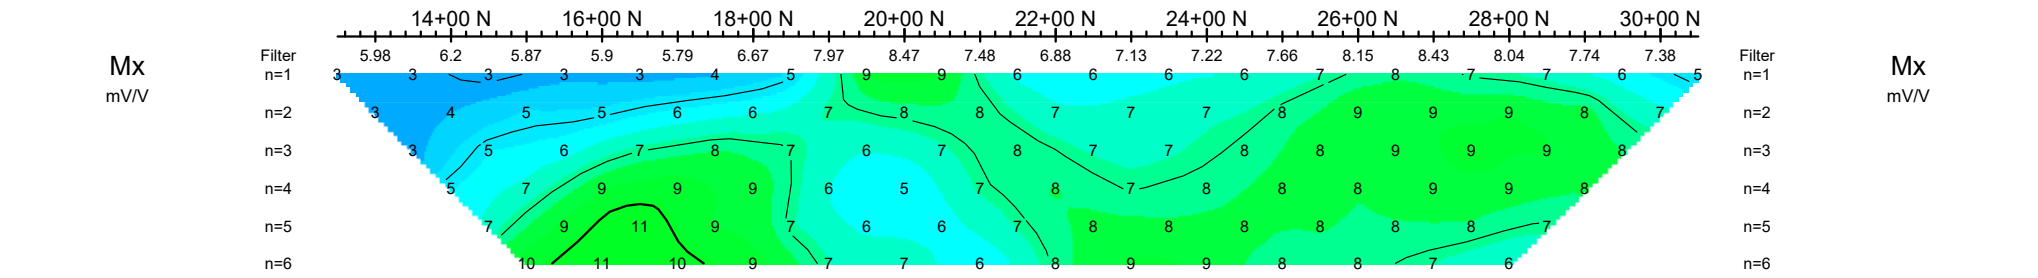 14+00 N 16+00 N 18+00 N 20+00 N 22+00 N 24+00 N 26+00 N 28+00 N 30+00 N
Filter 5.98 6.2 5.87 5.9 5.79 6.67 7.97 8.47 7.48 6.88 7.13 7.22 7.66 8.15 8.43 8.04 7.74 7.38 Filter
Mx n=1 3 3 3 3 3 4 5 9 9 6 6 6 6 7 8 7 7 6 5 n=1 Mx
mV/V mV/V
n=2 3 4 5 5 6 6 7 8 8 7 7 7 8 9 9 9 8 7 n=2
n=3 3 5 6 7 8 7 6 7 8 7 7 8 8 9 9 9 8 n=3
n=4 5 7 9 9 9 6 5 7 8 7 8 8 8 9 9 8 n=4
n=5 7 9 11 9 7 6 6 7 8 8 8 8 8 8 7 n=5
n=6 10 11 10 9 7 7 6 8 9 9 8 8 7 6 n=6